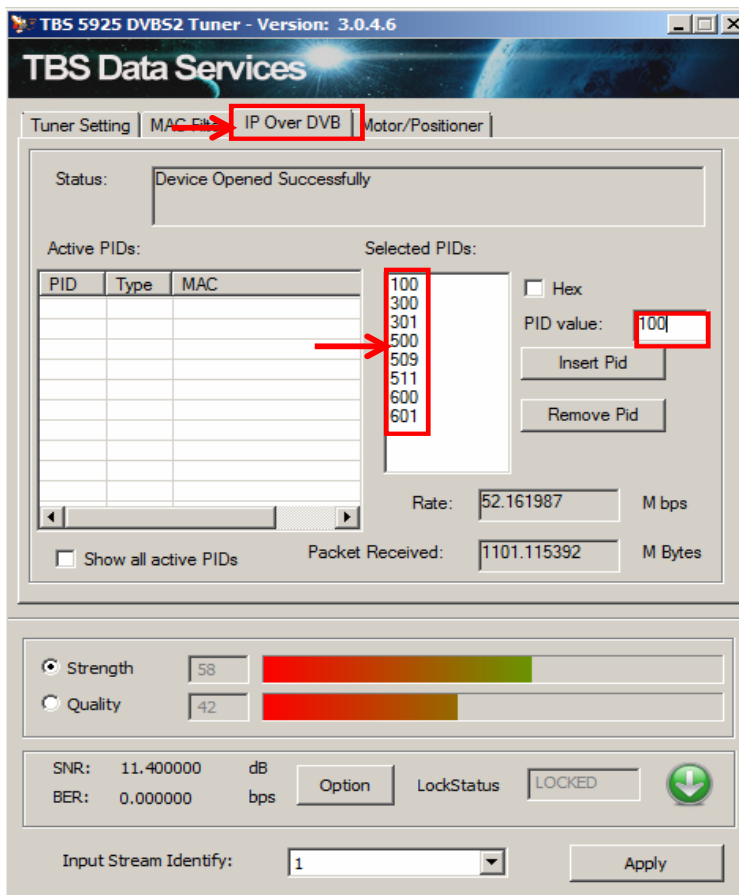 TBS 5925 DVBS2 Tuner - Version: 3.0.4.6
TBS Data Services
Tuner Setting MAC Filter IP Over DVB Motor/Positioner
Status: Device Opened Successfully
Active PIDs: Selected PIDs:
PID Type MAC
100
300
301
500
509
511
600
601
Hex
PID value: 100
Insert Pid
Remove Pid
Rate: 52.161987 M bps
Show all active PIDs Packet Received: 1101.115392 M Bytes
Strength 58
Quality 42
SNR: 11.400000 dB
BER: 0.000000 bps
Option LockStatus LOCKED
Input Stream Identify: 1 Apply